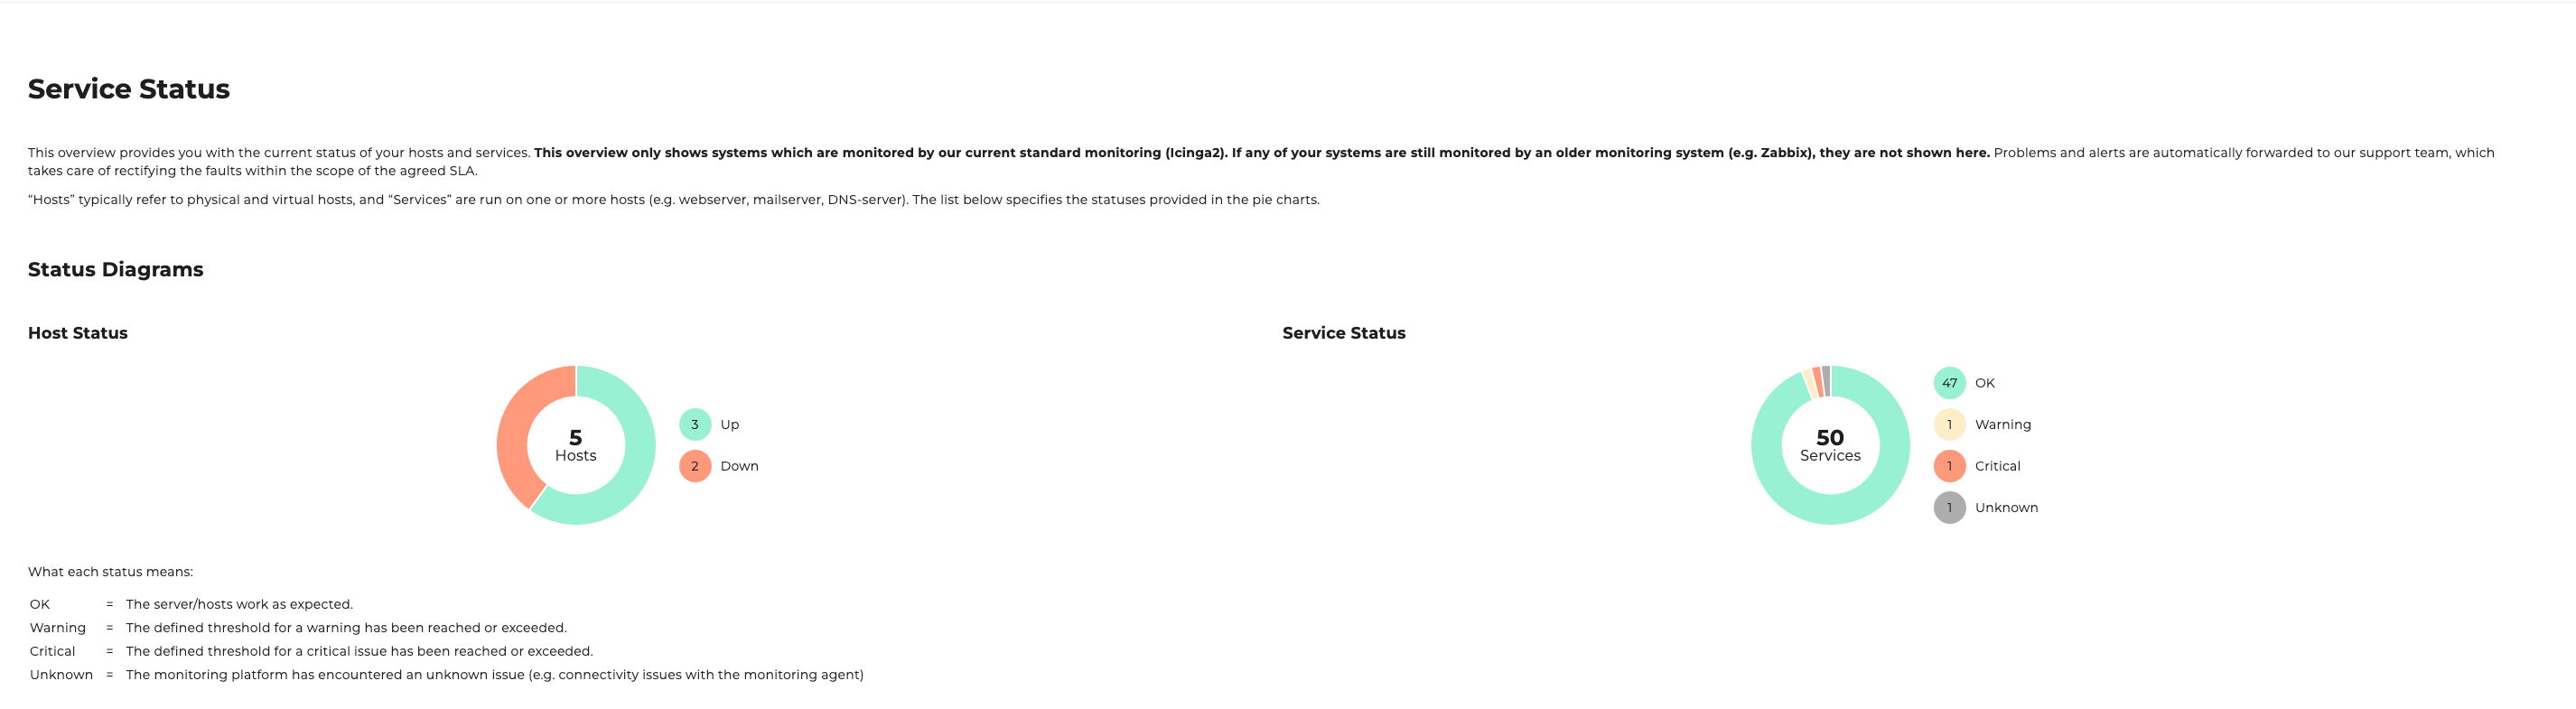 Service Status
This overview provides you with the current status of your hosts and services. This overview only shows systems which are monitored by our current standard monitoring (Icinga2). If any of your systems are still monitored by an older monitoring system (e.g. Zabbix), they are not shown here. Problems and alerts are automatically forwarded to our support team, which
takes care of rectifying the faults within the scope of the agreed SLA.
“Hosts” typically refer to physical and virtual hosts, and “Services” are run on one or more hosts (e.g. webserver, mailserver, DNS-server). The list below specifies the statuses provided in the pie charts.
Status Diagrams
Host Status
5
Hosts
3 Up
2 Down
Service Status
50
Services
47 OK
1 Warning
1 Critical
1 Unknown
What each status means:
OK = The server/hosts work as expected.
Warning = The defined threshold for a warning has been reached or exceeded.
Critical = The defined threshold for a critical issue has been reached or exceeded.
Unknown = The monitoring platform has encountered an unknown issue (e.g. connectivity issues with the monitoring agent)